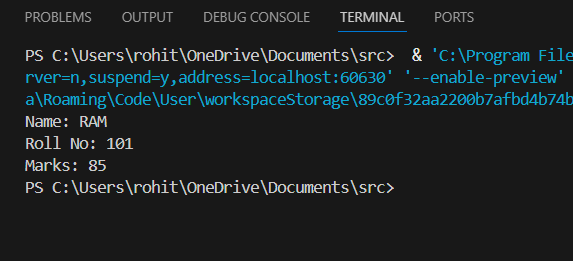 PROBLEMS OUTPUT DEBUG CONSOLE TERMINAL PORTS
PS C:\Users\rohit\OneDrive\Documents\src>  & 'C:\Program File
rver=n,suspend=y,address=localhost:60630' '--enable-preview'
a\Roaming\Code\User\workspaceStorage\89c0f32aa2200b7afbd4b74b
Name: RAM
Roll No: 101
Marks: 85
PS C:\Users\rohit\OneDrive\Documents\src>